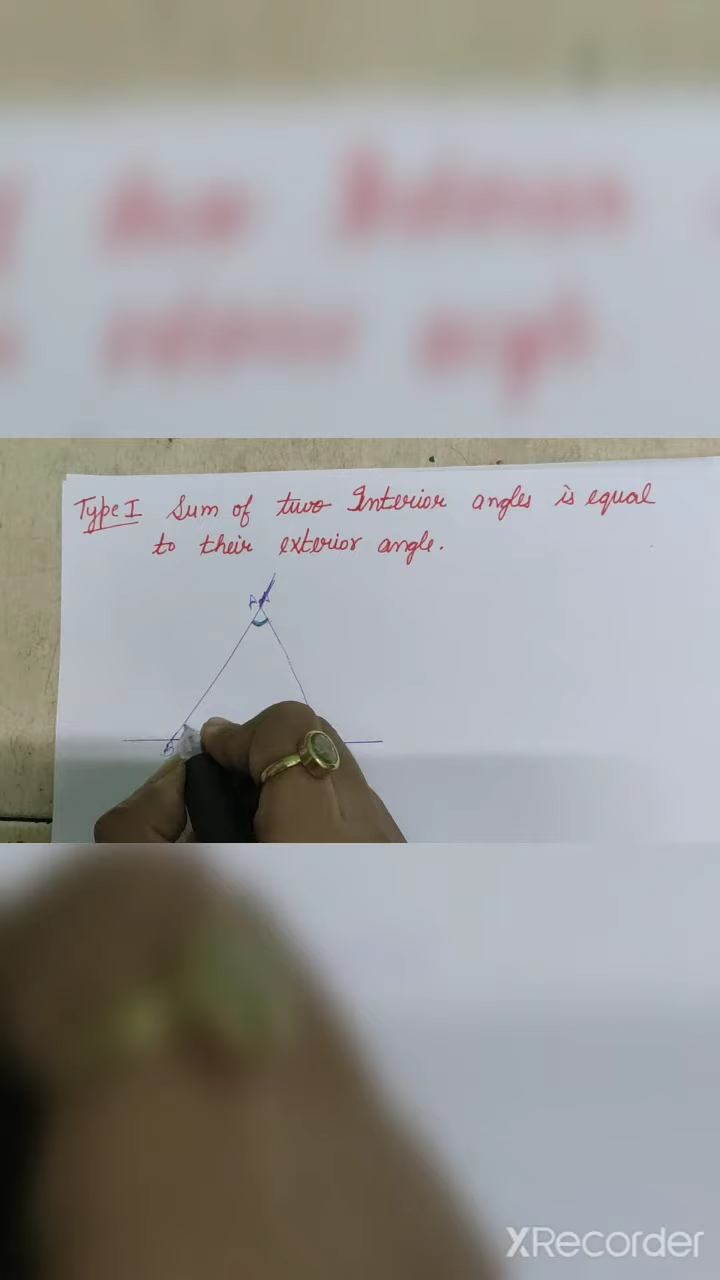 Type I Sum of two Interior angles is equal
to their exterior angle.
A
B
XRecorder